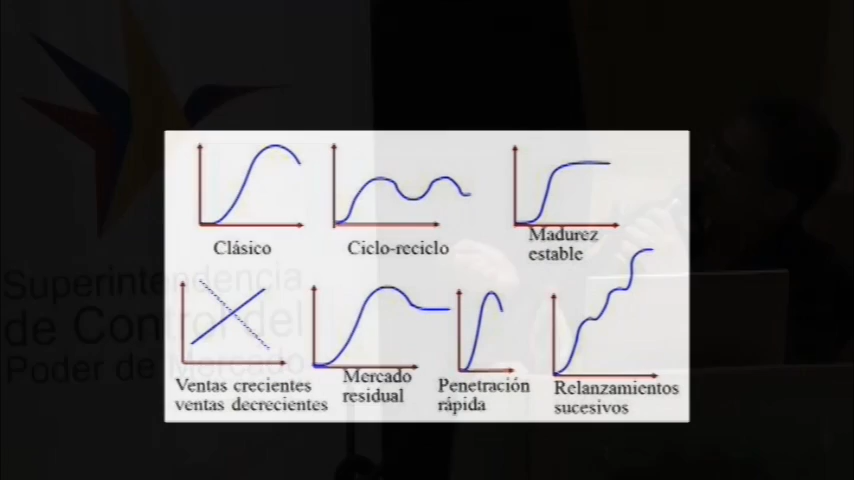 Clásico
Ciclo-reciclo
Madurez
estable
Superintendencia
de Control del
Poder de Mercado
Ventas crecientes
ventas decrecientes
Mercado
residual
Penetración
rápida
Relanzamientos
sucesivos